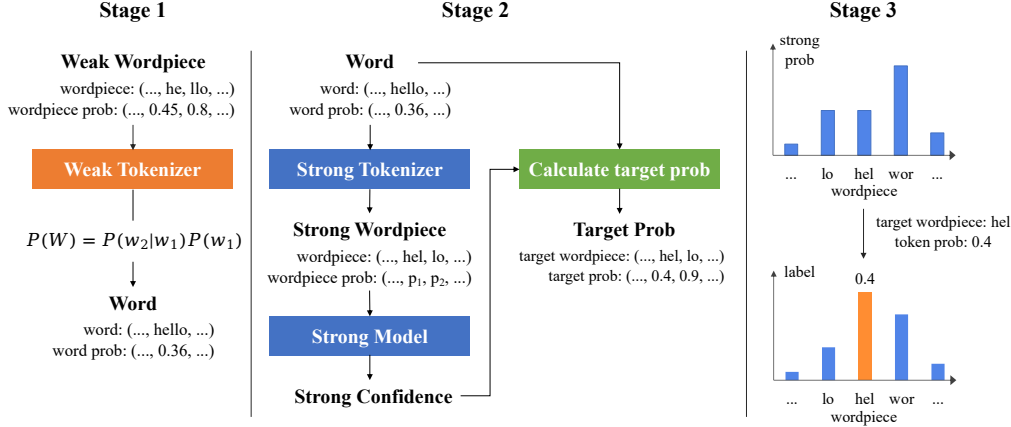 Stage 1
Weak Wordpiece
wordpiece: (..., he, llo, ...)
wordpiece prob: (..., 0.45, 0.8, ...)
Weak Tokenizer
P(W) = P(w₂|w₁)P(w₁)
Word
word: (..., hello, ...)
word prob: (..., 0.36, ...)
Stage 2
Word
word: (..., hello, ...)
word prob: (..., 0.36, ...)
Strong Tokenizer
Calculate target prob
Strong Wordpiece
wordpiece: (..., hel, lo, ...)
wordpiece prob: (..., p₁, p₂, ...)
Target Prob
target wordpiece: (..., hel, lo, ...)
target prob: (..., 0.4, 0.9, ...)
Strong Model
Strong Confidence
Stage 3
strong
prob
... lo hel wor ...
wordpiece
target wordpiece: hel
token prob: 0.4
label
0.4
... lo hel wor ...
wordpiece